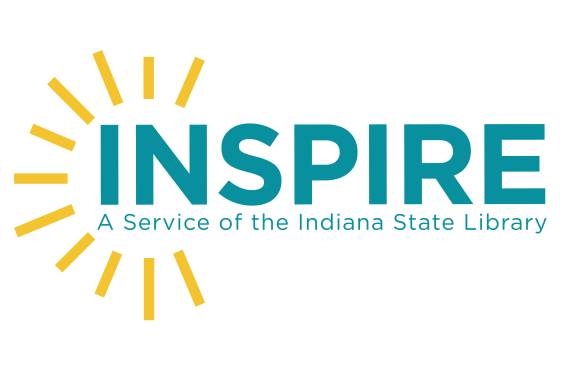 INSPIRE
A Service of the Indiana State Library